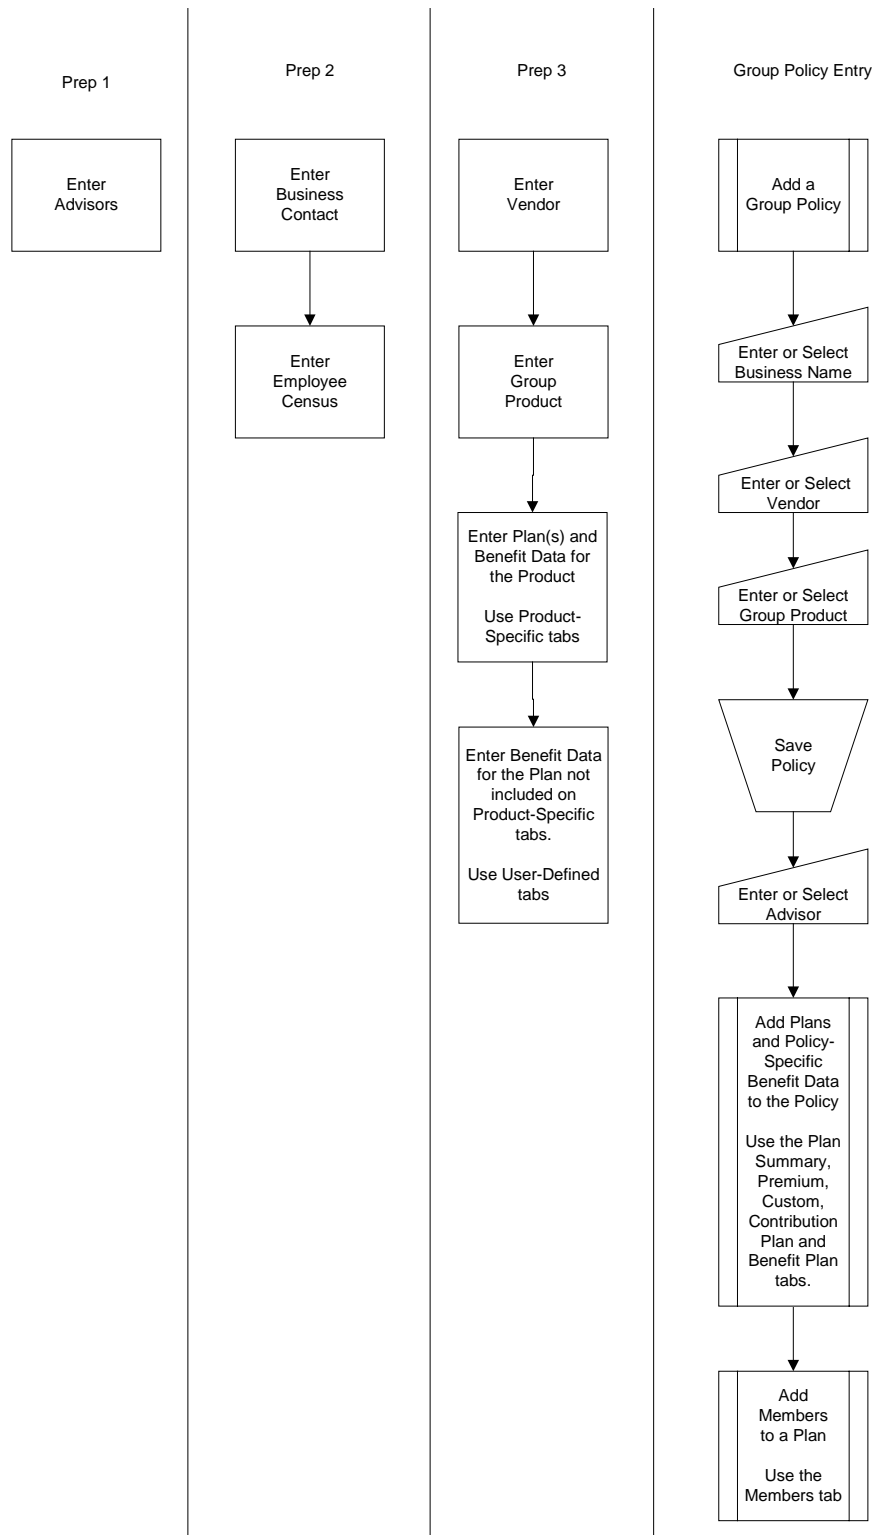 Prep 1
Prep 2
Prep 3
Group Policy Entry
Enter
Advisors
Enter
Business
Contact
Enter
Employee
Census
Enter
Vendor
Enter
Group
Product
Enter Plan(s) and
Benefit Data for
the Product
Use Product-
Specific tabs
Enter Benefit Data
for the Plan not
included on
Product-Specific
tabs.
Use User-Defined
tabs
Add a
Group Policy
Enter or Select
Business Name
Enter or Select
Vendor
Enter or Select
Group Product
Save
Policy
Enter or Select
Advisor
Add Plans
and Policy-
Specific
Benefit Data
to the Policy
Use the Plan
Summary,
Premium,
Custom,
Contribution
Plan and
Benefit Plan
tabs.
Add
Members
to a Plan
Use the
Members tab